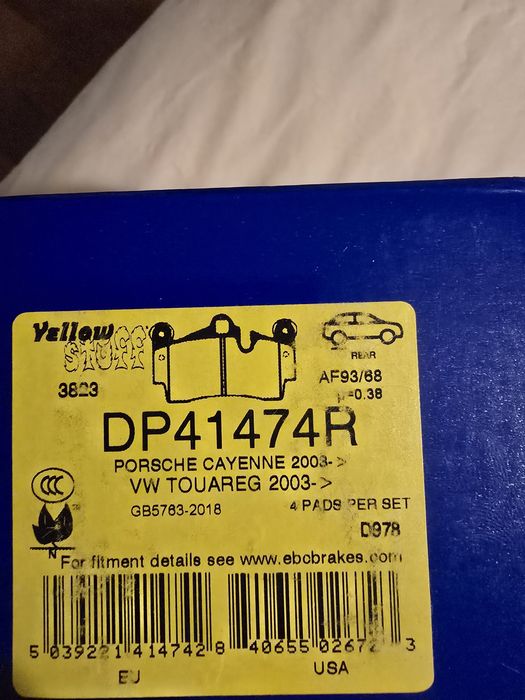 Yellow
STUFF
3823
REAR
AF93/68
µ=0.38
DP41474R
PORSCHE CAYENNE 2003->
VW TOUAREG 2003->
GB5763-2018 4 PADS PER SET
CCC
D978
N
For fitment details see www.ebcbrakes.com
5 039221 414742 8 40655 02672 3
EU USA